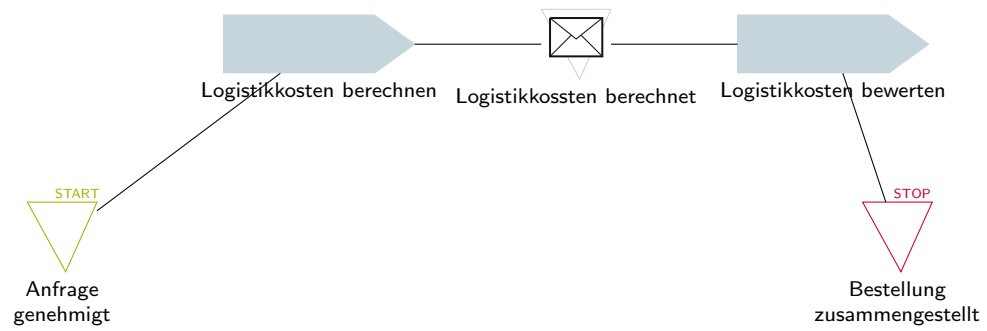 Logistikkosten berechnen
Logistikkossten berechnet
Logistikkosten bewerten
START
STOP
Anfrage
genehmigt
Bestellung
zusammengestellt